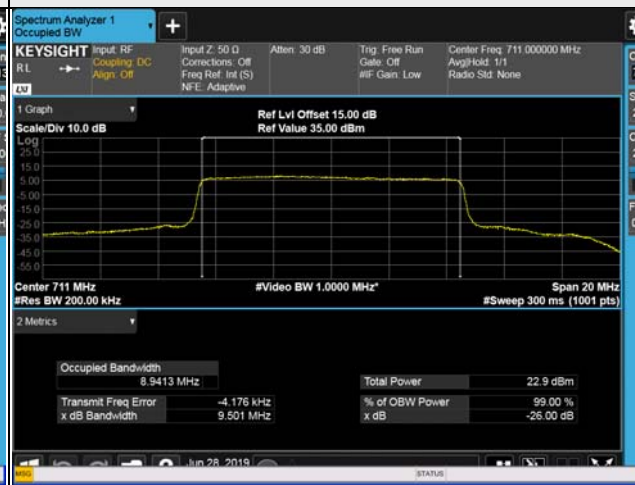 Spectrum Analyzer 1
Occupied BW
+
KEYSIGHT Input: RF Input Z: 50 Ω Atten: 30 dB Trig: Free Run Center Freq: 711.000000 MHz
RL Coupling: DC Corrections: Off Gate: Off Avg|Hold: 1/1
Align: Off Freq Ref: Int (S) #IF Gain: Low Radio Std: None
LXI NFE: Adaptive
1 Graph
Ref Lvl Offset 15.00 dB
Scale/Div 10.0 dB Ref Value 35.00 dBm
Log
25.0
15.0
5.00
-5.00
-15.0
-25.0
-35.0
-45.0
-55.0
Center 711 MHz #Video BW 1.0000 MHz* Span 20 MHz
#Res BW 200.00 kHz #Sweep 300 ms (1001 pts)
2 Metrics
Occupied Bandwidth
8.9413 MHz Total Power 22.9 dBm
Transmit Freq Error -4.176 kHz % of OBW Power 99.00 %
x dB Bandwidth 9.501 MHz x dB -26.00 dB
Jun 28, 2019
MSG STATUS